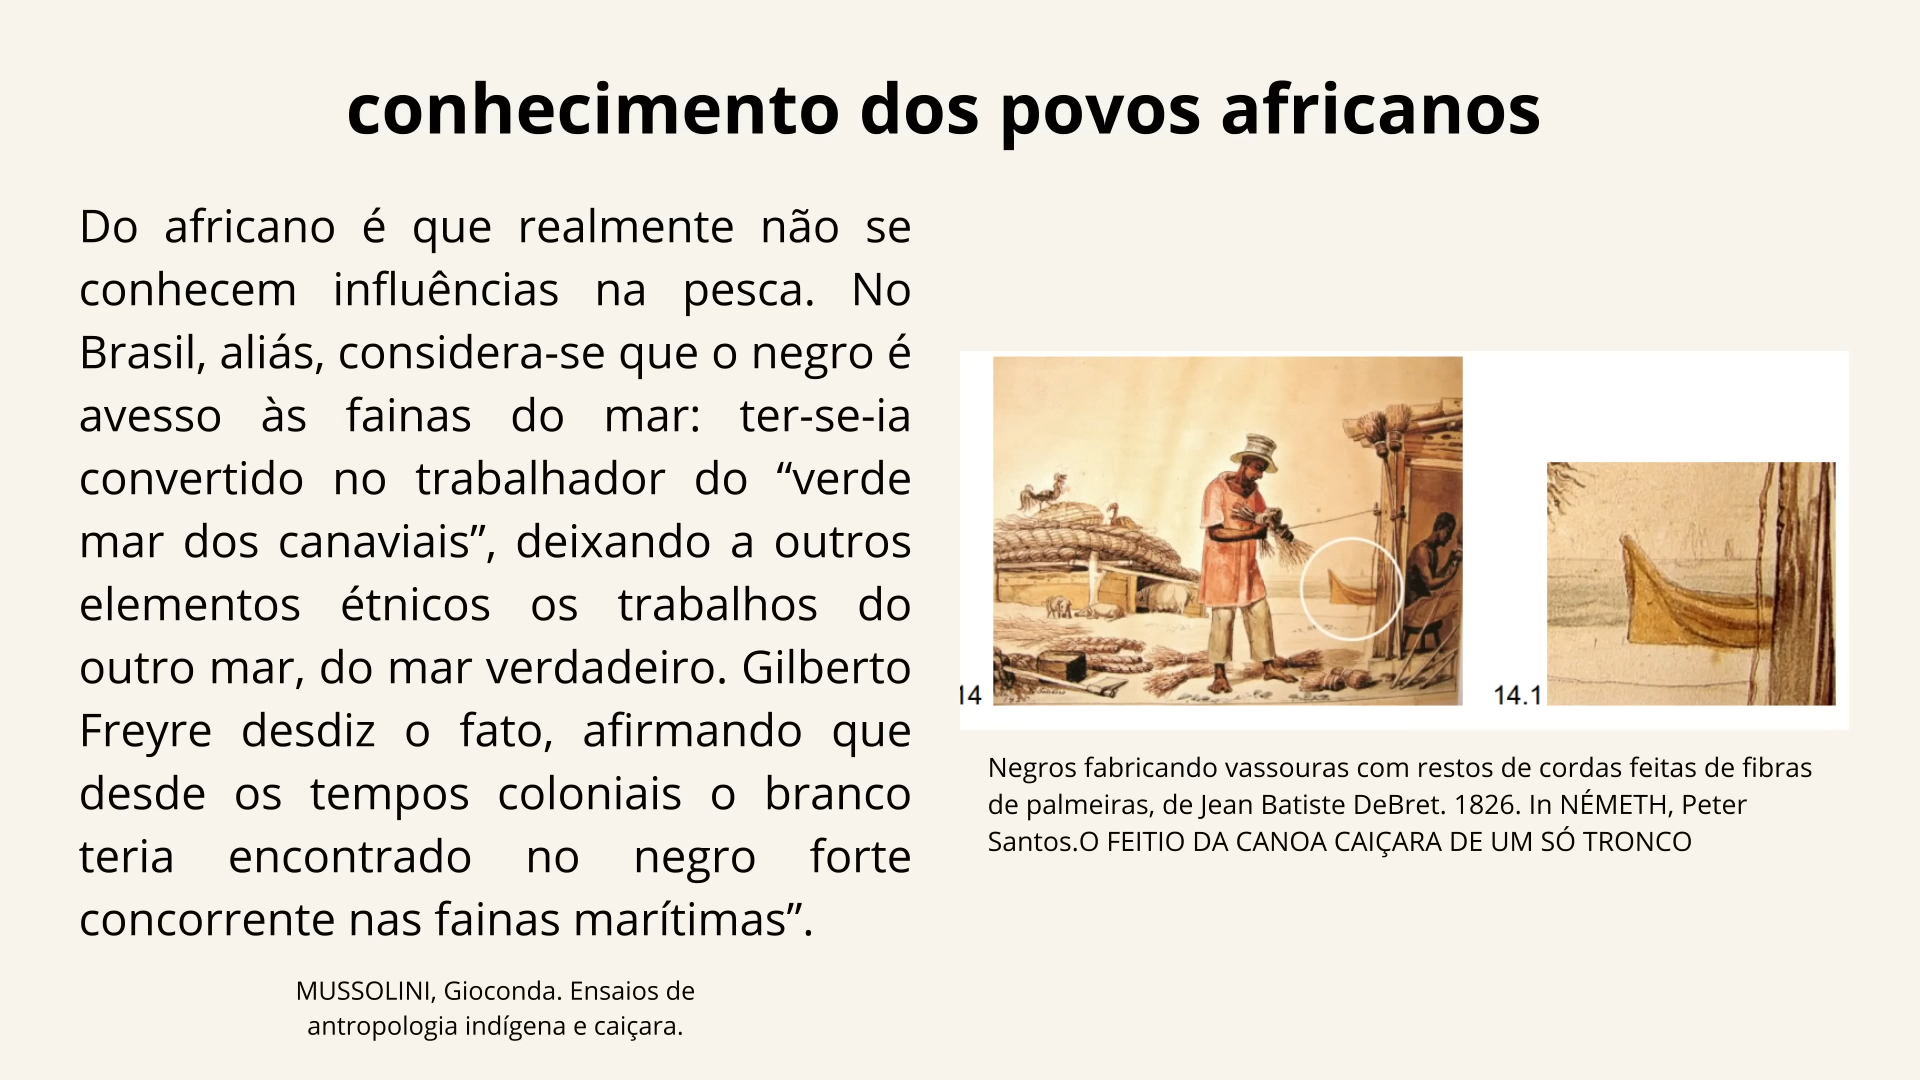 conhecimento dos povos africanos
Do africano é que realmente não se
conhecem influências na pesca. No
Brasil, aliás, considera-se que o negro é
avesso às fainas do mar: ter-se-ia
convertido no trabalhador do “verde
mar dos canaviais”, deixando a outros
elementos étnicos os trabalhos do
outro mar, do mar verdadeiro. Gilberto
Freyre desdiz o fato, afirmando que
desde os tempos coloniais o branco
teria encontrado no negro forte
concorrente nas fainas marítimas”.
MUSSOLINI, Gioconda. Ensaios de
antropologia indígena e caiçara.
14
14.1
Negros fabricando vassouras com restos de cordas feitas de fibras
de palmeiras, de Jean Batiste DeBret. 1826. In NÉMETH, Peter
Santos.O FEITIO DA CANOA CAIÇARA DE UM SÓ TRONCO